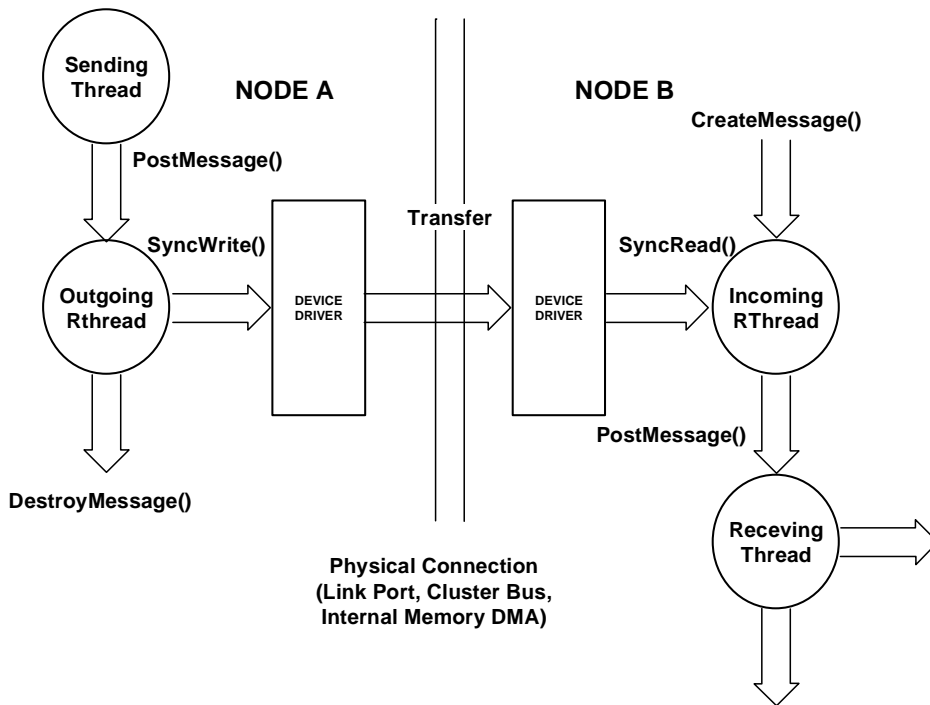 Sending
Thread
NODE A
NODE B
CreateMessage()
PostMessage()
Transfer
SyncWrite()
SyncRead()
Outgoing
Rthread
DEVICE
DRIVER
DEVICE
DRIVER
Incoming
RThread
PostMessage()
DestroyMessage()
Receving
Thread
Physical Connection
(Link Port, Cluster Bus,
Internal Memory DMA)